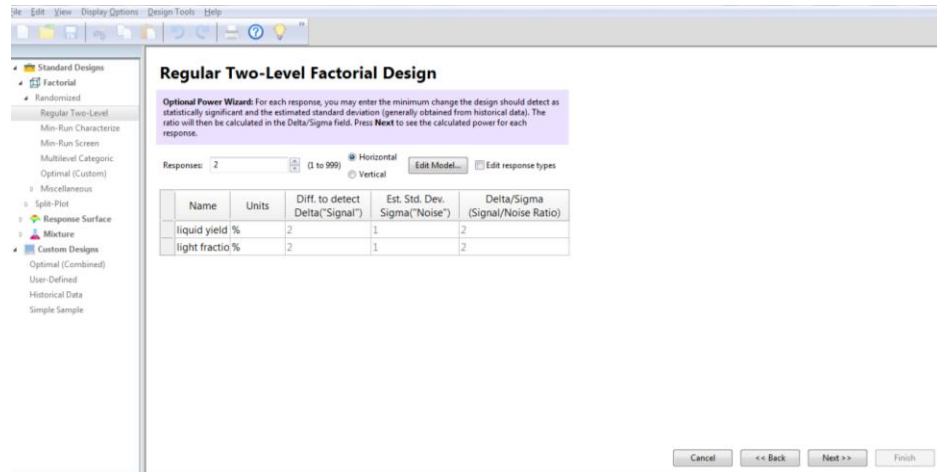 File Edit View Display Options Design Tools Help
Standard Designs
Factorial
Randomized
Regular Two-Level
Min-Run Characterize
Min-Run Screen
Multilevel Categoric
Optimal (Custom)
Miscellaneous
Split-Plot
Response Surface
Mixture
Custom Designs
Optimal (Combined)
User-Defined
Historical Data
Simple Sample
Regular Two-Level Factorial Design
Optional Power Wizard: For each response, you may enter the minimum change the design should detect as
statistically significant and the estimated standard deviation (generally obtained from historical data). The
ratio will then be calculated in the Delta/Sigma field. Press Next to see the calculated power for each
response.
Responses: 2 (1 to 999) Horizontal Vertical Edit Model... Edit response types
Name Units Diff. to detect Delta("Signal") Est. Std. Dev. Sigma("Noise") Delta/Sigma (Signal/Noise Ratio)
liquid yield % 2 1 2
light fractio % 2 1 2
Cancel << Back Next >> Finish